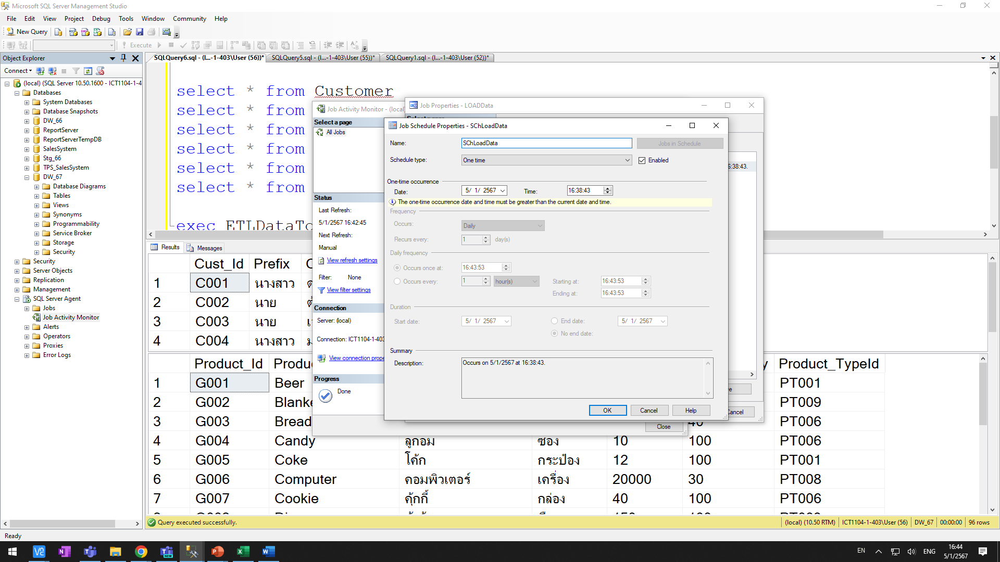 Microsoft SQL Server Management Studio
File Edit View Project Debug Tools Window Community Help
New Query
Execute
Object Explorer
Connect
(local) (SQL Server 10.50.1600 - ICT1104-1-4
Databases
System Databases
Database Snapshots
DW_66
ReportServer
ReportServerTempDB
SalesSystem
Stg_66
TPS_SalesSystem
DW_67
Database Diagrams
Tables
Views
Synonyms
Programmability
Service Broker
Storage
Security
Security
Server Objects
Replication
Management
SQL Server Agent
Jobs
Job Activity Monitor
Alerts
Operators
Proxies
Error Logs
SQLQuery6.sql - (l...-1-403\User (56))* SQLQuery5.sql - (l...-1-403\User (55))* SQLQuery1.sql - (l...-1-403\User (52))*
select * from Customer
select * from
select * from
select * from
select * from
select * from
exec ETLDataTo
Job Activity Monitor - (local
Select a page
All Jobs
Status
Last Refresh:
5/1/2567 16:42:45
Next Refresh:
Manual
View refresh settings
Filter: None
View filter settings
Connection
Server: (local)
Connection: ICT1104-1-403
View connection prope
Progress
Done
Close
Job Properties - LOADData
6:38:43.
Cancel
Job Schedule Properties - SChLoadData
Name: SChLoadData Jobs in Schedule
Schedule type: One time Enabled
One-time occurrence
Date: 5/ 1/ 2567 Time: 16:38:43
The one-time occurrence date and time must be greater than the current date and time.
Frequency
Occurs: Daily
Recurs every: 1 day(s)
Daily frequency
Occurs once at: 16:43:53
Occurs every: 1 hour(s) Starting at: 16:43:53
Ending at: 16:43:53
Duration
Start date: 5/ 1/ 2567 End date: 5/ 1/ 2567
No end date:
Summary
Description: Occurs on 5/1/2567 at 16:38:43.
OK Cancel Help
Results Messages
Cust_Id Prefix
1 C001 นางสาว
2 C002 นาย
3 C003 นาย
4 C004 นางสาว
Product_Id Produ y Product_TypeId
1 G001 Beer PT001
2 G002 Blanke PT009
3 G003 Bread 40 PT006
4 G004 Candy ลูกอม ซอง 10 100 PT006
5 G005 Coke โค้ก กระป๋อง 12 100 PT001
6 G006 Computer คอมพิวเตอร์ เครื่อง 20000 30 PT008
7 G007 Cookie คุ้กกี้ กล่อง 40 100 PT006
Query executed successfully. (local) (10.50 RTM) ICT1104-1-403\User (56) DW_67 00:00:00 96 rows
Ready
EN ENG 16:44
5/1/2567